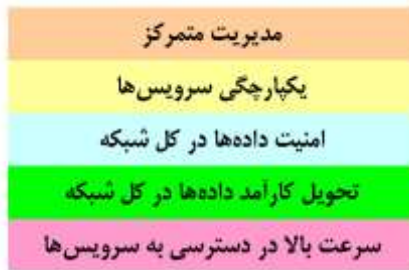 مدیریت متمرکز
یکپارچگی سرویس‌ها
امنیت داده‌ها در کل شبکه
تحویل کارآمد داده‌ها در کل شبکه
سرعت بالا در دسترسی به سرویس‌ها